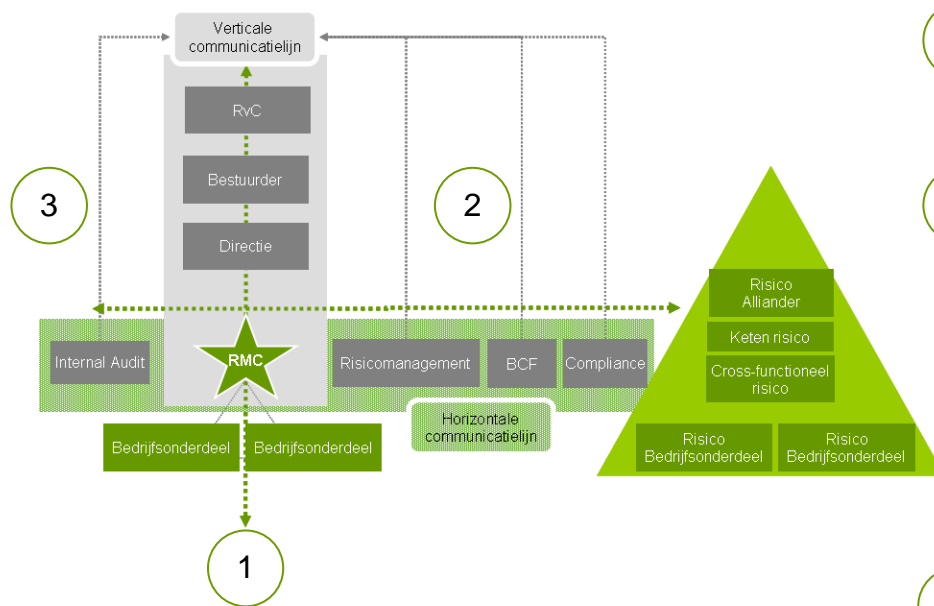 Verticale
communicatielijn
RvC
Bestuurder
Directie
3
2
Internal Audit
RMC
Risicomanagement
BCF
Compliance
Horizontale
communicatielijn
Bedrijfsonderdeel
Bedrijfsonderdeel
1
Risico
Alliander
Keten risico
Cross-functioneel
risico
Risico
Bedrijfsonderdeel
Risico
Bedrijfsonderdeel